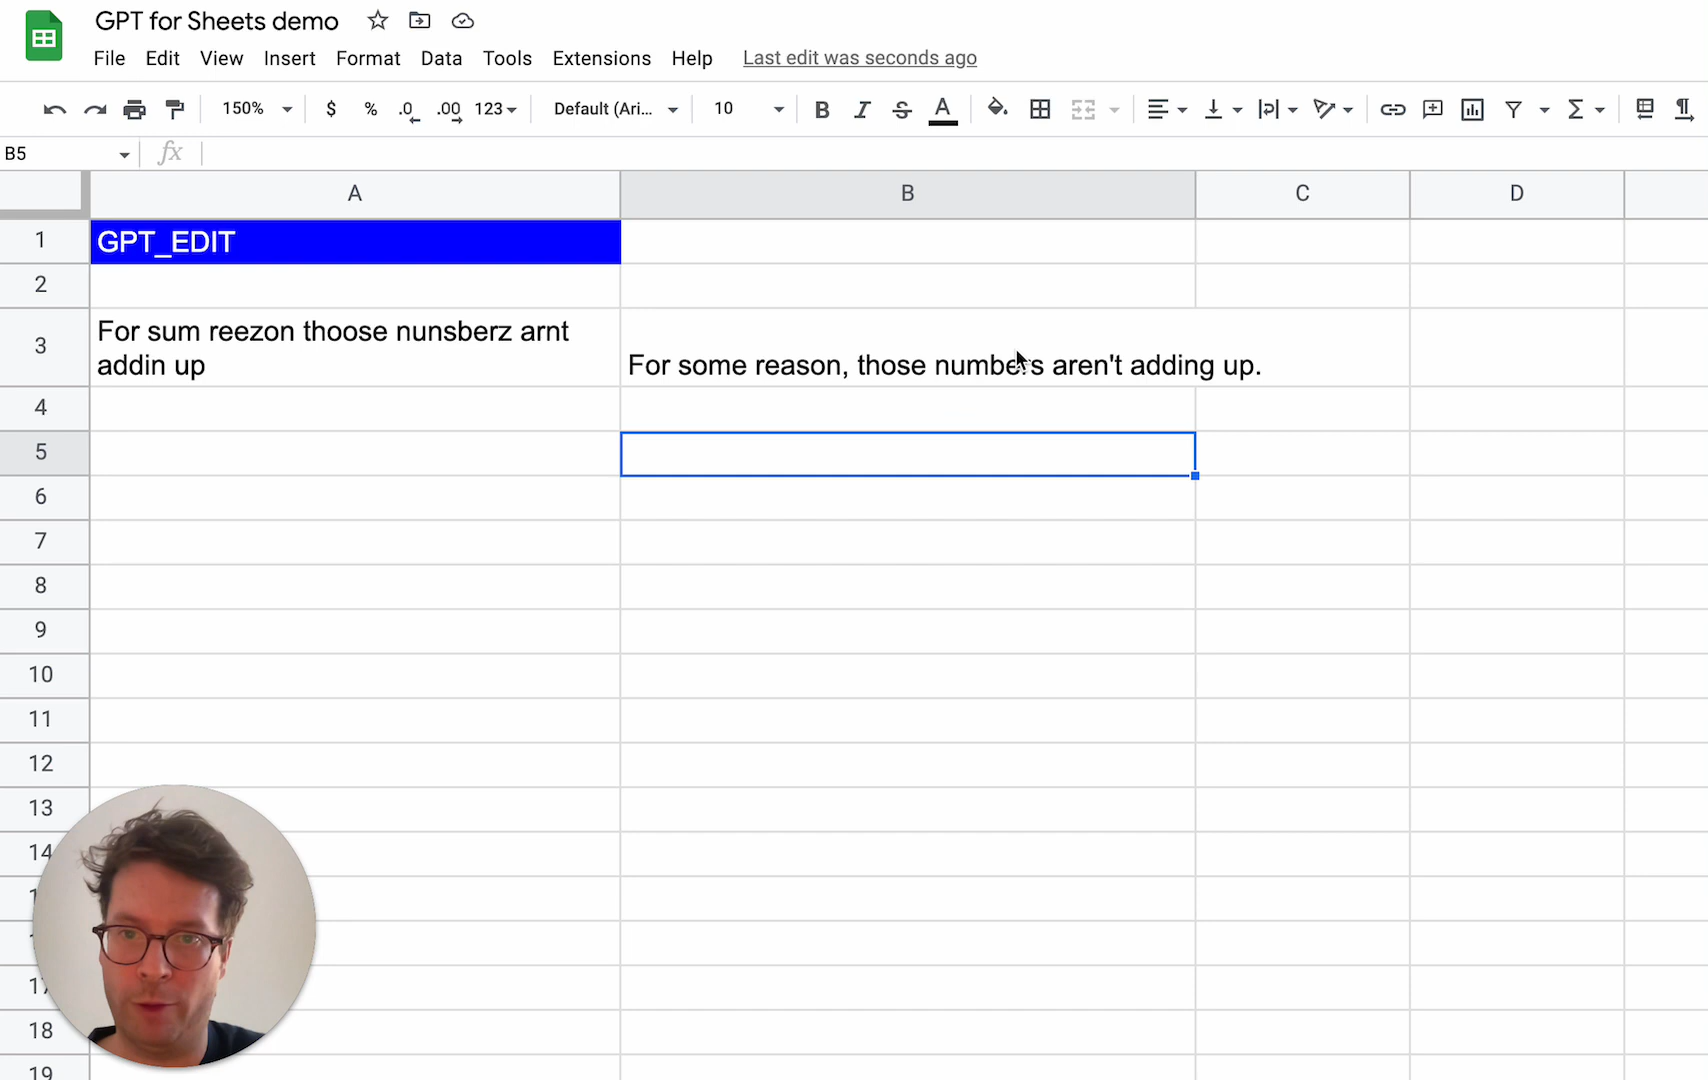 GPT for Sheets demo
File Edit View Insert Format Data Tools Extensions Help Last edit was seconds ago
150% $ % .0 .00 123 Default (Ari... 10 B I S A
B5 fx
A B C D
1 GPT_EDIT
2
For sum reezon thoose nunsberz arnt
3
addin up For some reason, those numbers aren't adding up.
4
5
6
7
8
9
10
11
12
13
14
17
18
19